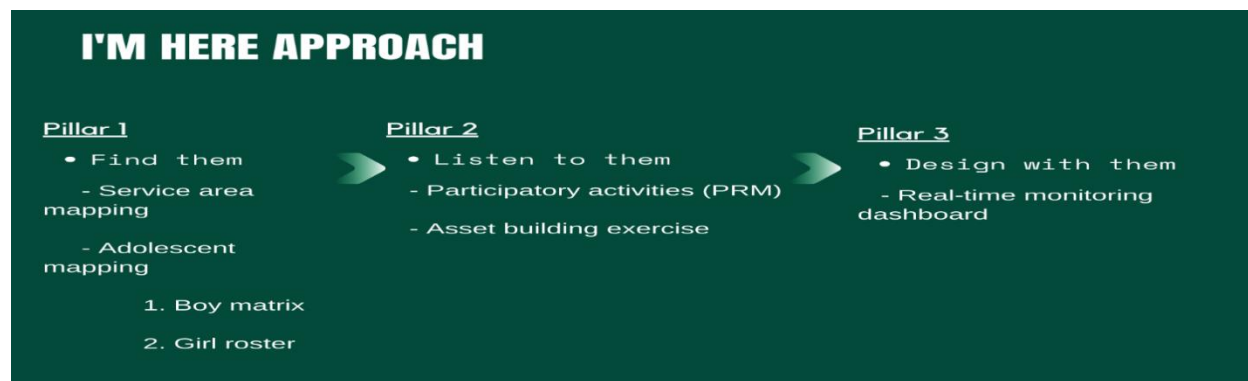 I'M HERE APPROACH
Pillar 1
• Find them
- Service area
mapping
- Adolescent
mapping
1. Boy matrix
2. Girl roster
Pillar 2
• Listen to them
- Participatory activities (PRM)
- Asset building exercise
Pillar 3
• Design with them
- Real-time monitoring
dashboard